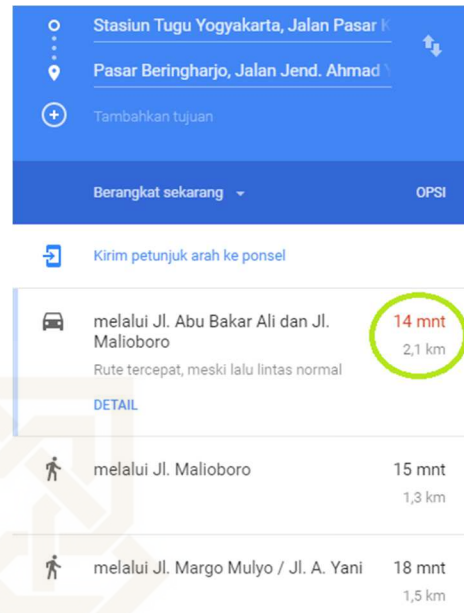 Stasiun Tugu Yogyakarta, Jalan Pasar
Pasar Beringharjo, Jalan Jend. Ahmad
Tambahkan tujuan
Berangkat sekarang
OPSI
Kirim petunjuk arah ke ponsel
melalui Jl. Abu Bakar Ali dan Jl.
Malioboro
14 mnt
2,1 km
Rute tercepat, meski lalu lintas normal
DETAIL
melalui Jl. Malioboro
15 mnt
1,3 km
melalui Jl. Margo Mulyo / Jl. A. Yani
18 mnt
1,5 km